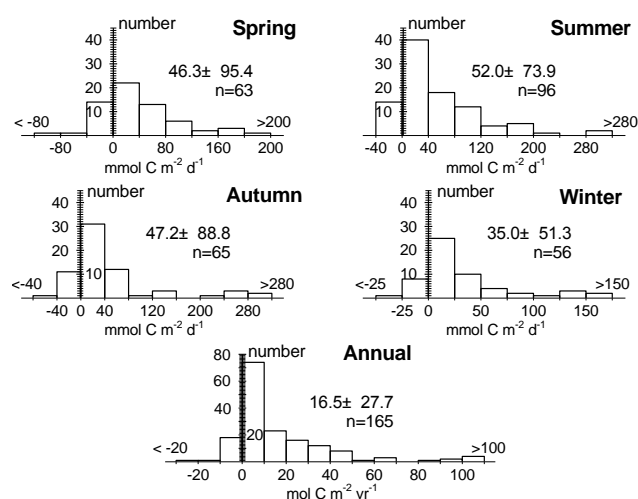 number Spring
40
30
20
10
46.3± 95.4
n=63
< -80 >200
-80 0 80 120 160 200
mmol C m⁻² d⁻¹
number Summer
40
30
20
10
52.0± 73.9
n=96
>280
-40 0 40 120 200 280
mmol C m⁻² d⁻¹
number Autumn
40
30
20
10
47.2± 88.8
n=65
<-40 >280
-40 0 40 120 200 280
mmol C m⁻² d⁻¹
number Winter
40
30
20
10
35.0± 51.3
n=56
<-25 >150
-25 0 50 100 150
mmol C m⁻² d⁻¹
number Annual
80
60
40
20
16.5± 27.7
n=165
< -20 >100
-20 0 20 40 60 80 100
mol C m⁻² yr⁻¹